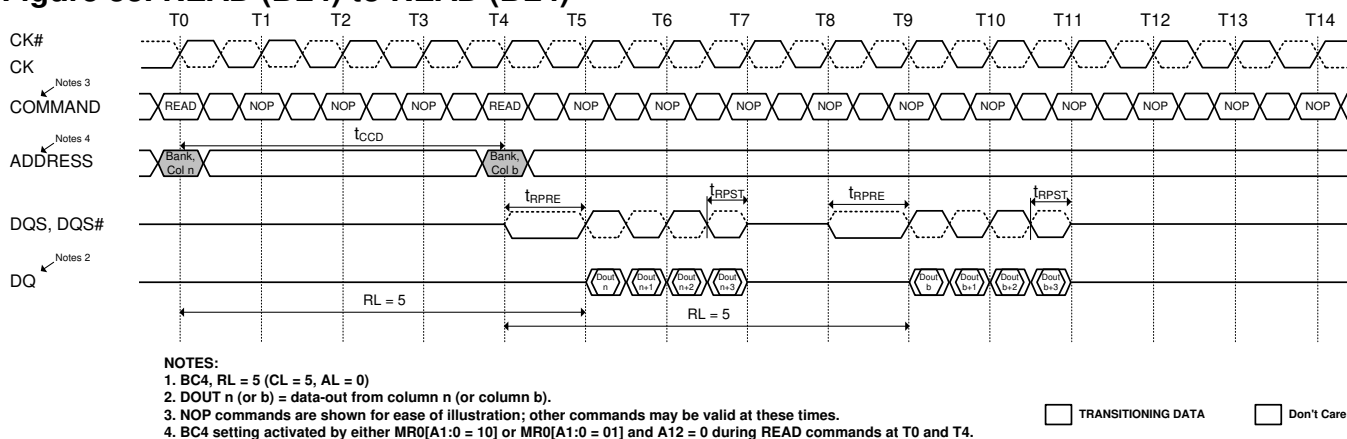 Figure READ (BC4) to READ (BC4)
T0 T1 T2 T3 T4 T5 T6 T7 T8 T9 T10 T11 T12 T13 T14
CK#
CK
Notes 3
COMMAND
READ NOP NOP NOP READ NOP NOP NOP NOP NOP NOP NOP NOP NOP NOP
Notes 4
tCCD
ADDRESS
Bank, Col n
Bank, Col b
tRPRE tRPST tRPRE tRPST
DQS, DQS#
Notes 2
DQ
Dout n Dout n+1 Dout n+2 Dout n+3 Dout b Dout b+1 Dout b+2 Dout b+3
RL = 5
RL = 5
NOTES:
1. BC4, RL = 5 (CL = 5, AL = 0)
2. DOUT n (or b) = data-out from column n (or column b).
3. NOP commands are shown for ease of illustration; other commands may be valid at these times.
4. BC4 setting activated by either MR0[A1:0 = 10] or MR0[A1:0 = 01] and A12 = 0 during READ commands at T0 and T4.
TRANSITIONING DATA
Don't Care